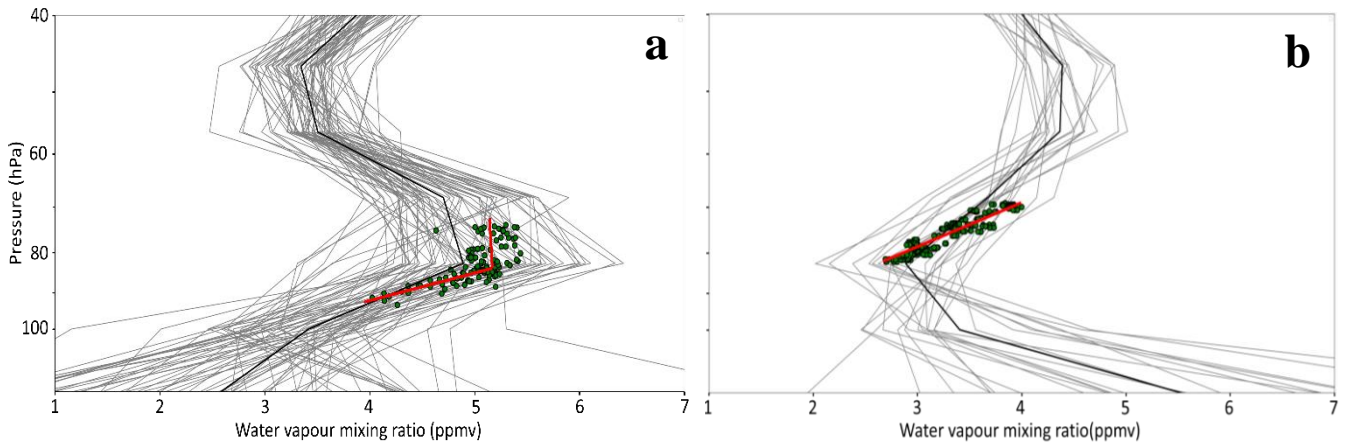 a
b
40
60
80
100
Pressure (hPa)
1 2 3 4 5 6 7
Water vapour mixing ratio (ppmv)
1 2 3 4 5 6 7
Water vapour mixing ratio(ppmv)